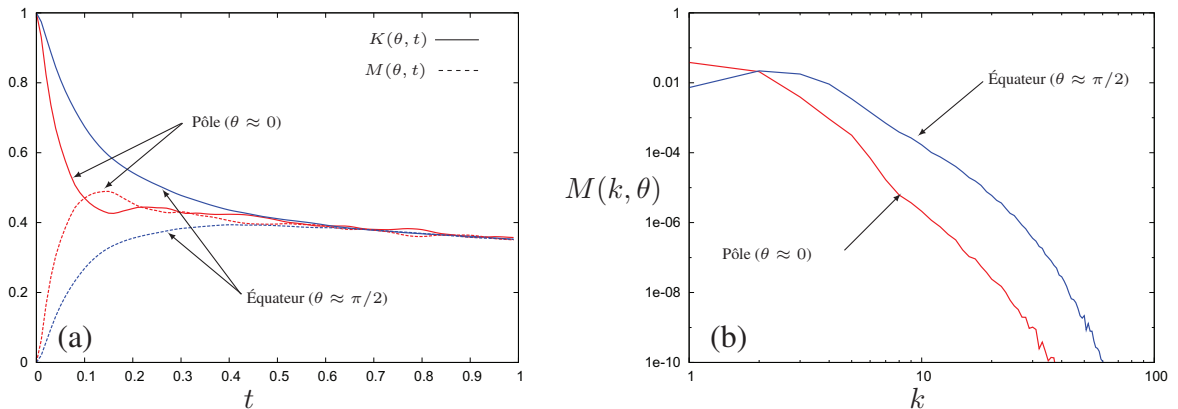 1
0.8
0.6
0.4
0.2
0
K(θ, t)
M(θ, t)
Pôle (θ ≈ 0)
Équateur (θ ≈ π/2)
(a)
0 0.1 0.2 0.3 0.4 0.5 0.6 0.7 0.8 0.9 1
t
1
0.01
1e-04
1e-06
1e-08
1e-10
M(k, θ)
Équateur (θ ≈ π/2)
Pôle (θ ≈ 0)
(b)
1 10 100
k